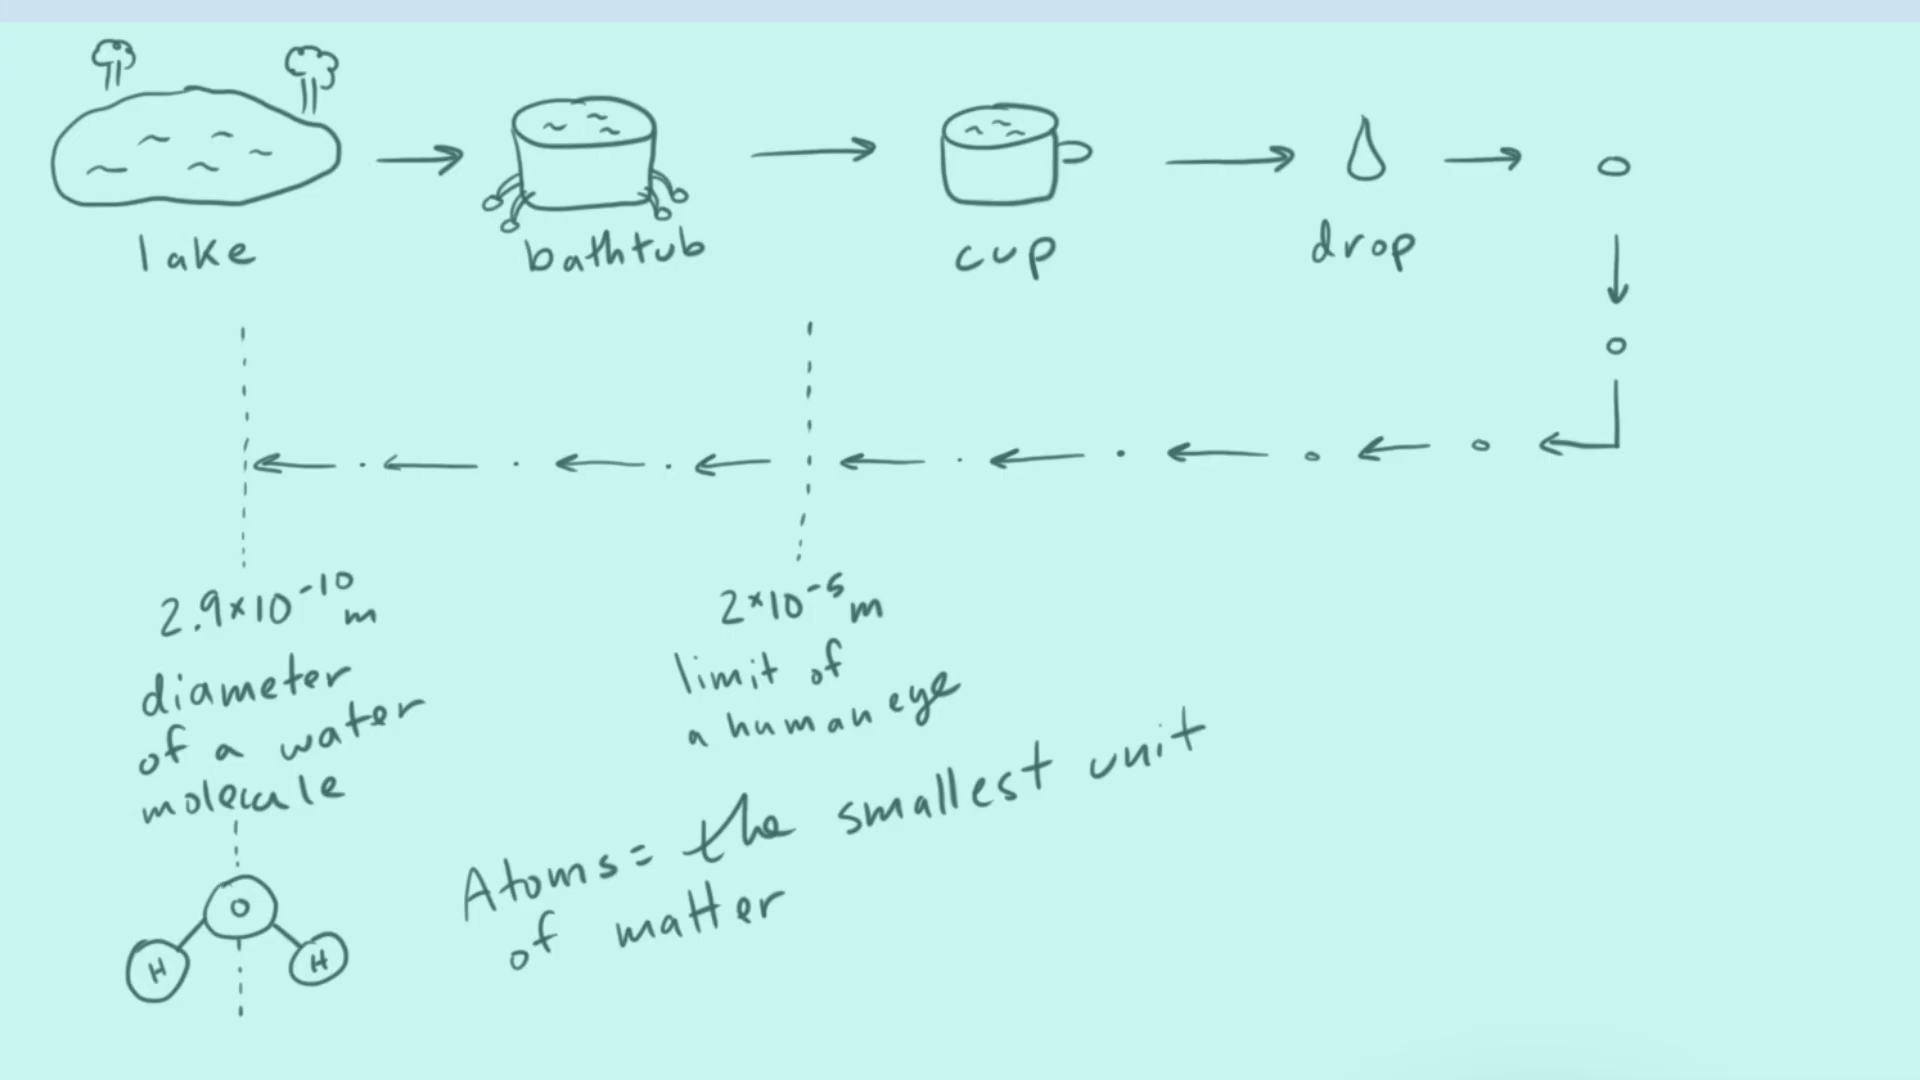 lake
bathtub
cup
drop
2.9×10⁻¹⁰ m
diameter
of a water
molecule
O
H H
2×10⁻⁵ m
limit of
a human eye
Atoms = the smallest unit
of matter